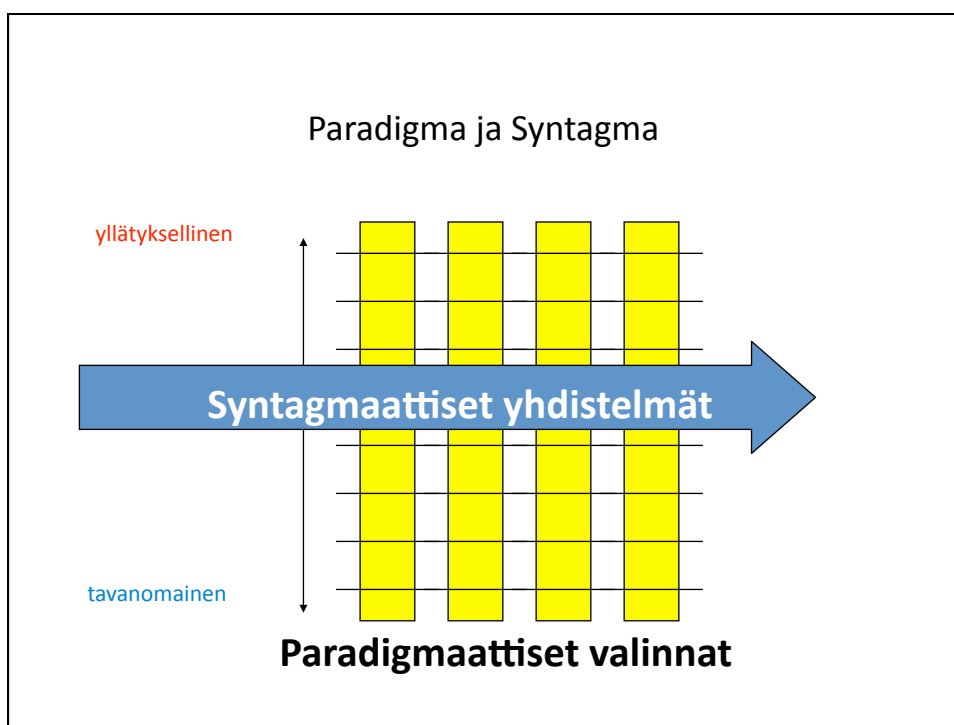 Paradigma ja Syntagma
yllätyksellinen
Syntagmaattiset yhdistelmät
tavanomainen
Paradigmaattiset valinnat